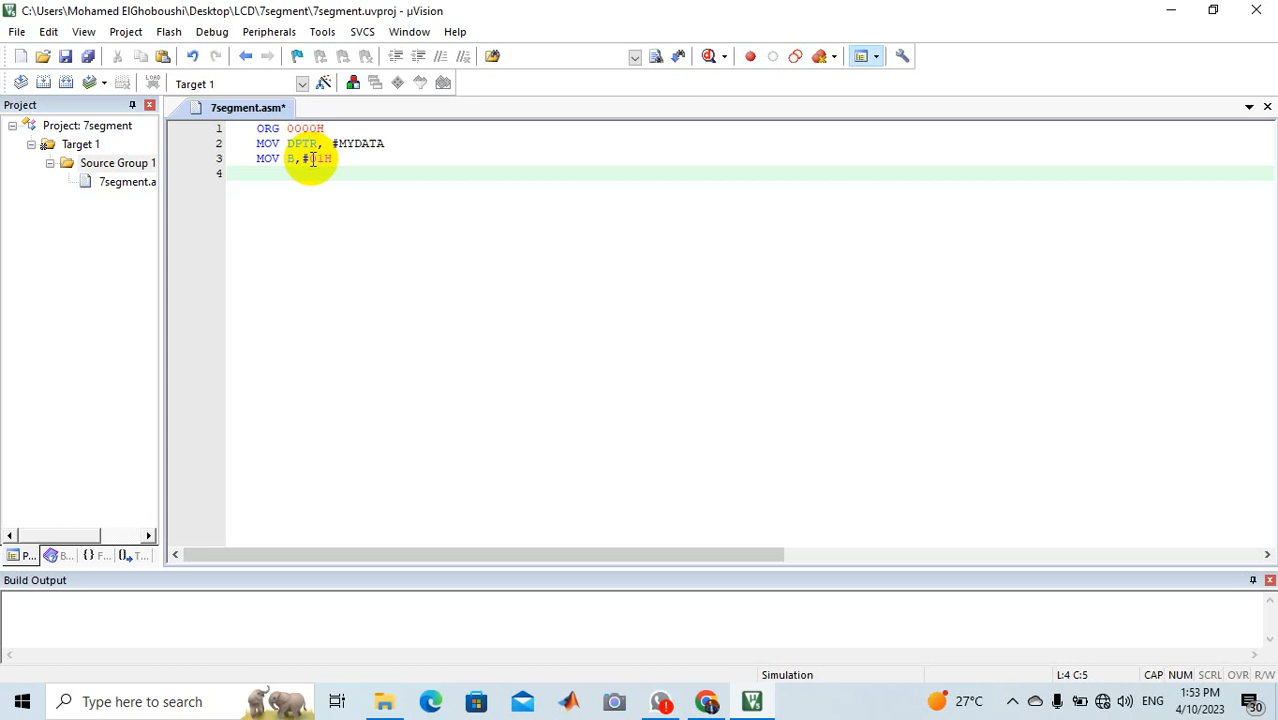 C:\Users\Mohamed ElGhoboushi\Desktop\LCD\7segment\7segment.uvproj - µVision
File Edit View Project Flash Debug Peripherals Tools SVCS Window Help
LOAD Target 1
Project
7segment.asm*
Project: 7segment
Target 1
Source Group 1
7segment.a
1 ORG 0000H
2 MOV DPTR, #MYDATA
3 MOV B,#01H
4
P... B... {} F... T...
Build Output
Simulation L:4 C:5 CAP NUM SCRL OVR R/W
Type here to search 27°C ENG 1:53 PM
4/10/2023 30